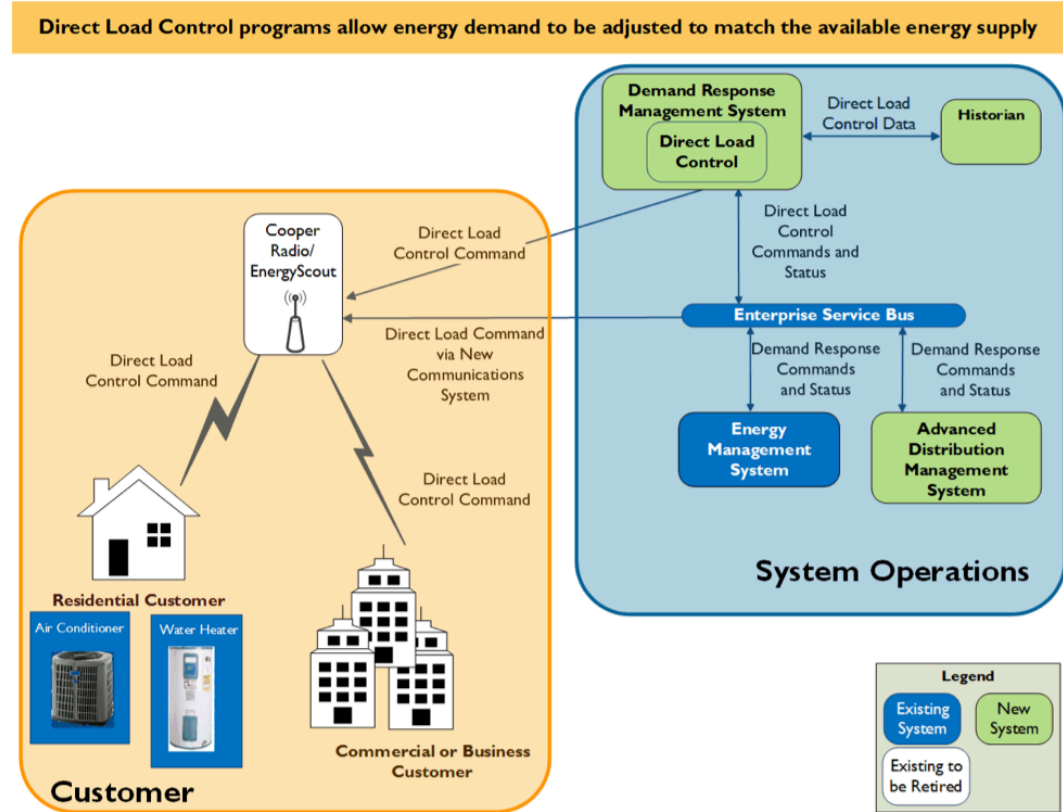 Direct Load Control programs allow energy demand to be adjusted to match the available energy supply
Demand Response
Management System
Direct Load
Control
Direct Load
Control Data
Historian
Direct Load
Control
Commands and
Status
Enterprise Service Bus
Demand Response
Commands
and Status
Demand Response
Commands
and Status
Energy
Management
System
Advanced
Distribution
Management
System
System Operations
Cooper
Radio/
EnergyScout
Direct Load
Control Command
Direct Load Command
via New
Communications
System
Direct Load
Control Command
Direct Load
Control Command
Residential Customer
Air Conditioner
Water Heater
Commercial or Business
Customer
Customer
Legend
Existing
System
New
System
Existing to
be Retired